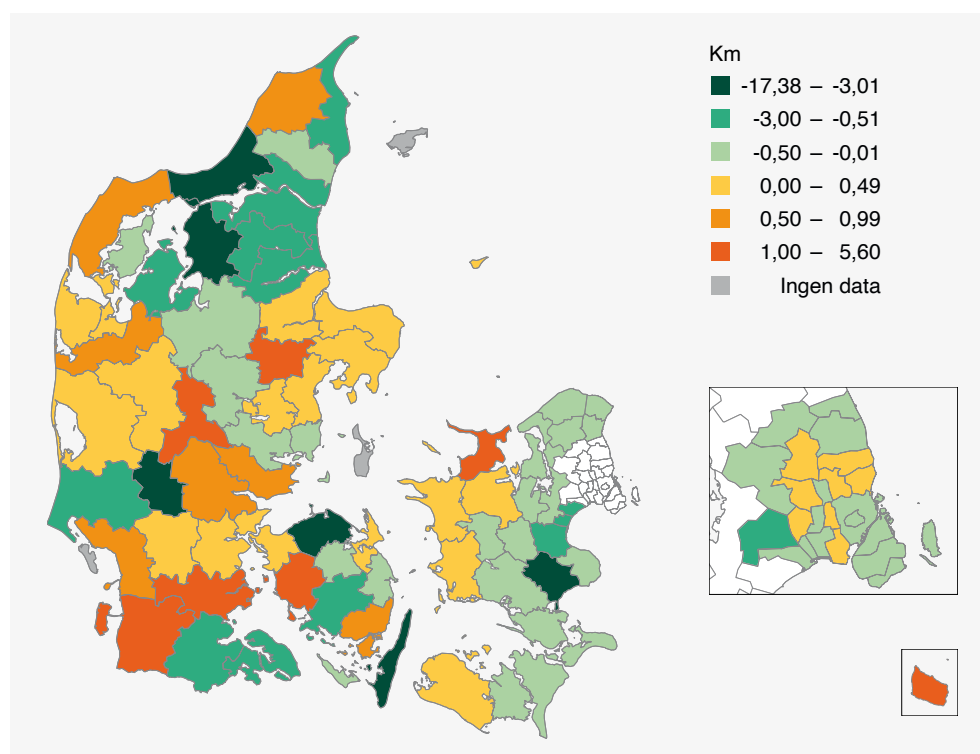 Km
-17,38 – -3,01
-3,00 – -0,51
-0,50 – -0,01
0,00 – 0,49
0,50 – 0,99
1,00 – 5,60
Ingen data